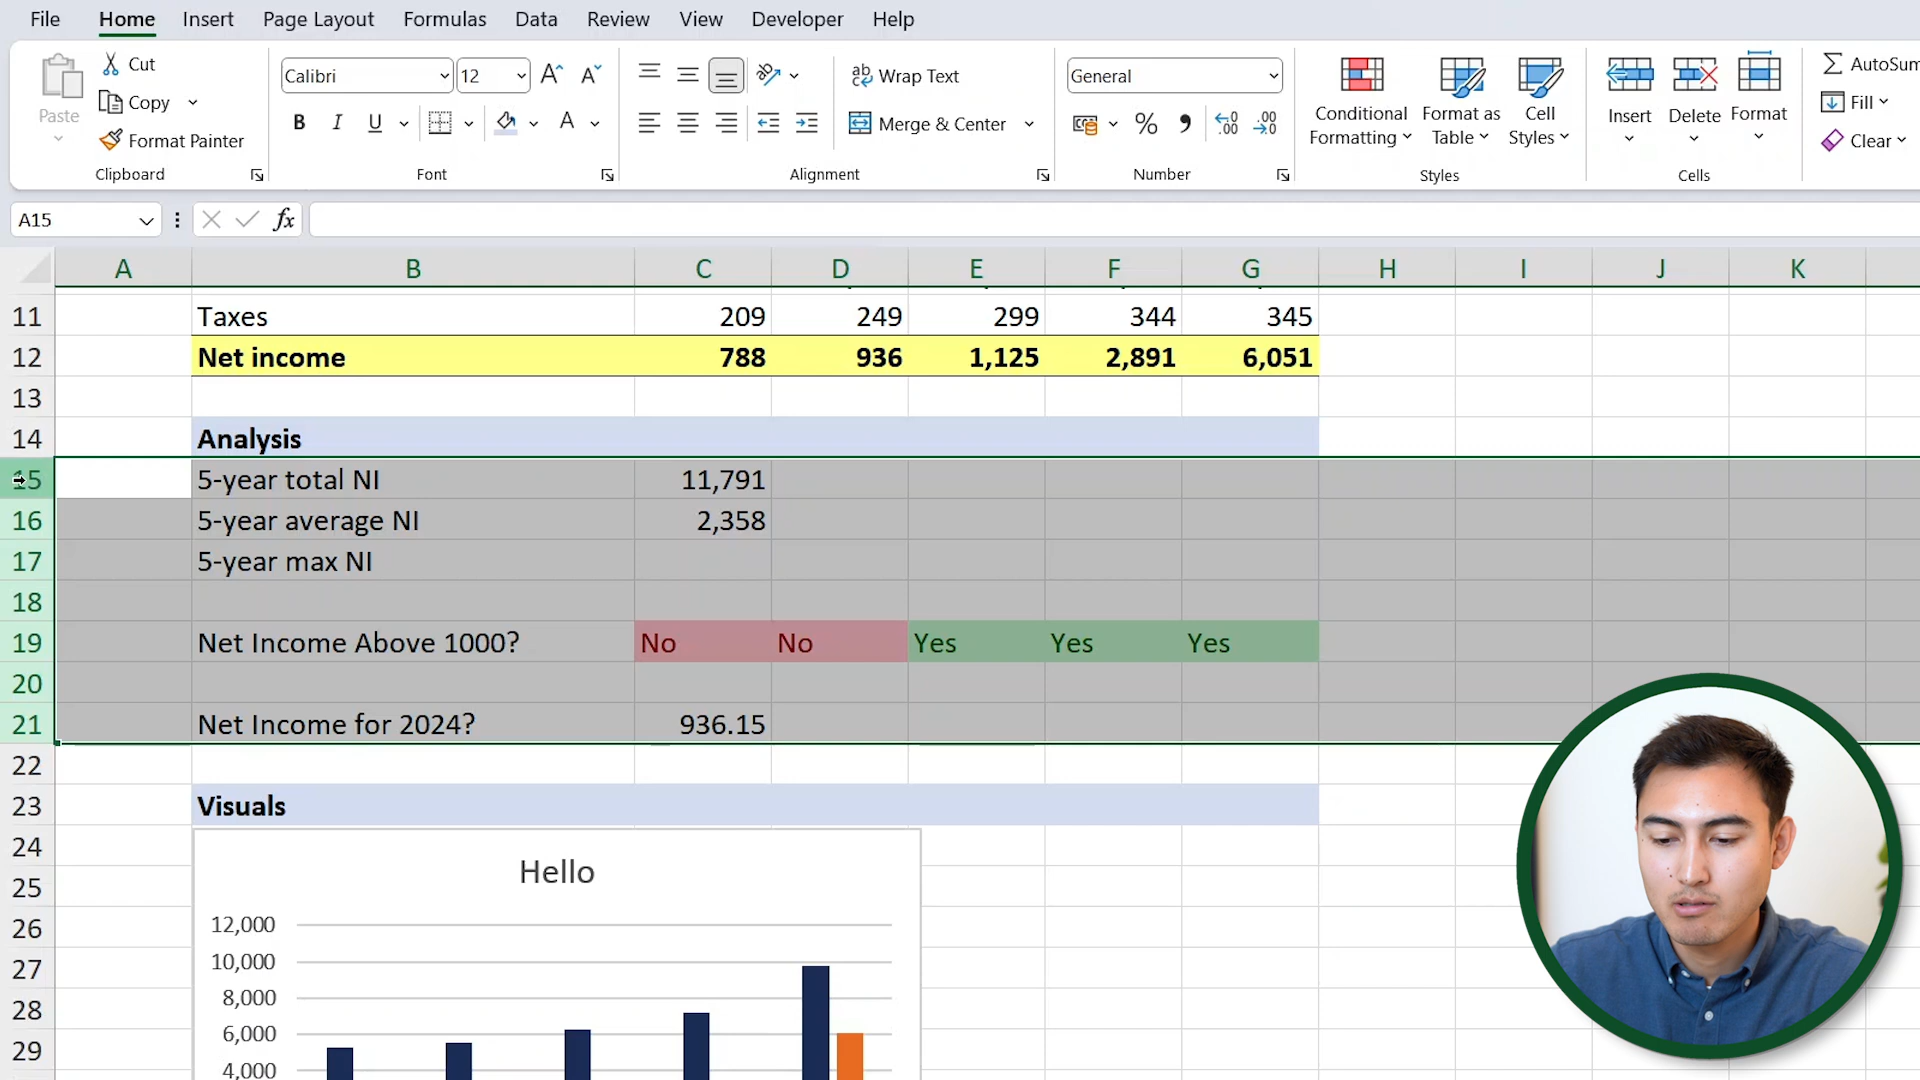 File Home Insert Page Layout Formulas Data Review View Developer Help
Paste Cut
Copy
Format Painter
Clipboard
Calibri 12 A A
B I U A
Font
ab Wrap Text
Merge & Center
Alignment
General
% , .00 .00
Number
Conditional Formatting Format as Table Cell Styles
Styles
Insert Delete Format
Cells
AutoSum
Fill
Clear
A15 fx
A B C D E F G H I J K
11 Taxes 209 249 299 344 345
12 Net income 788 936 1,125 2,891 6,051
13
14 Analysis
15 5-year total NI 11,791
16 5-year average NI 2,358
17 5-year max NI
18
19 Net Income Above 1000? No No Yes Yes Yes
20
21 Net Income for 2024? 936.15
22
23 Visuals
24
Hello
25
12,000
26
10,000
27
8,000
28
6,000
29
4,000